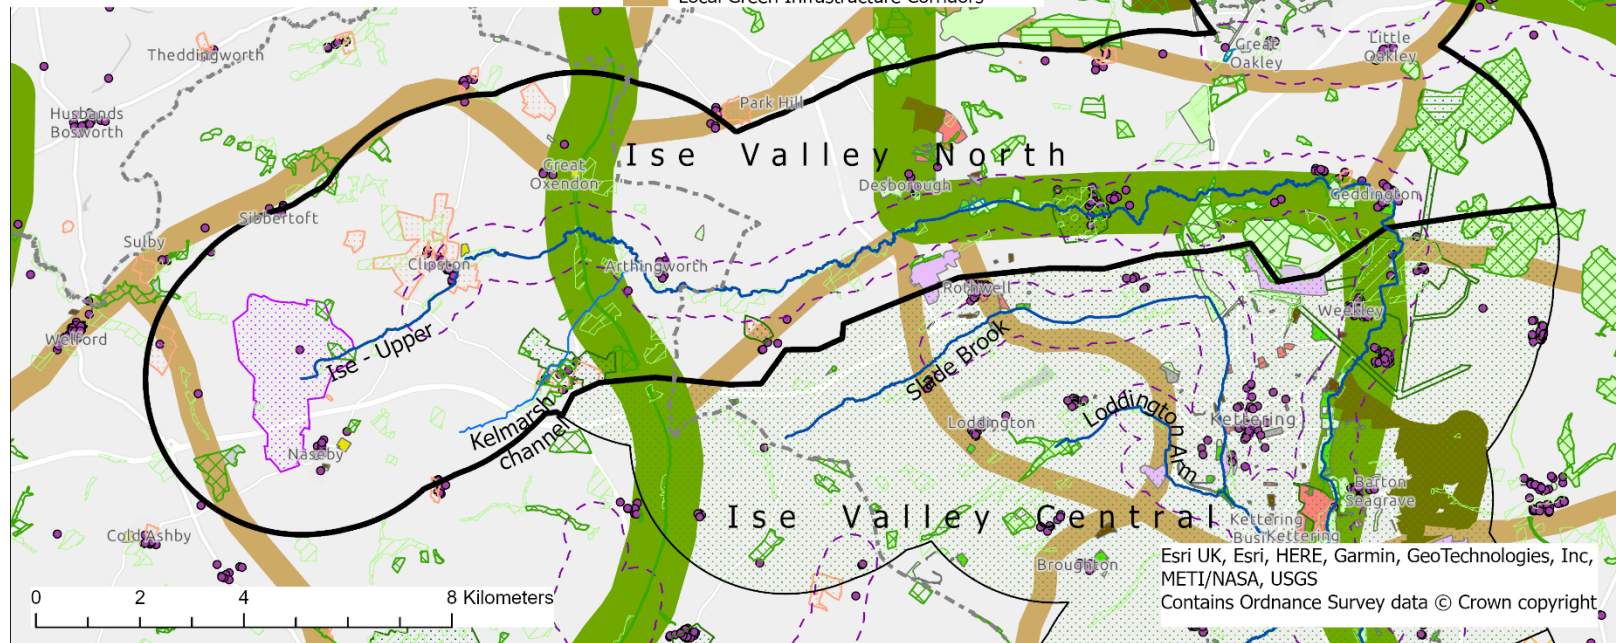 Local Green Infrastructure Corridors
Theddingworth
Great
Oakley
Little
Oakley
Husbands
Bosworth
Park Hill
Ise Valley North
Great
Oxendon
Desborough
Geddington
Sibbertoft
Sulby
Clipston
Arthingworth
Rothwell
Weekley
Welford
Ise - Upper
Slade Brook
Kelmarsh
channel
Loddington
Loddington Arm
Kettering
Naseby
Barton
Seagrave
Ise Valley Central
Kettering
Busi
Kettering
Cold Ashby
Broughton
Esri UK, Esri, HERE, Garmin, GeoTechnologies, Inc,
METI/NASA, USGS
Contains Ordnance Survey data © Crown copyright
0 2 4 8 Kilometers